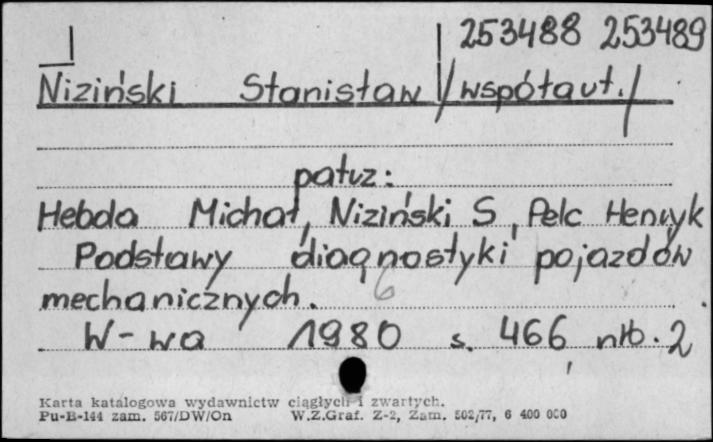 253488 253489
Niziński Stanisław /współaut./
patrz:
Hebda Michał, Niziński S, Pelc Henryk
Podstawy diagnostyki pojazdów
mechanicznych.
6
W-wa 1980 s. 466 nlb. 2
Karta katalogowa wydawnictw ciągłych i zwartych.
Pu-B-144 zam. 567/DW/On W.Z.Graf. Z-2, Zam. 502/77, 6 400 000